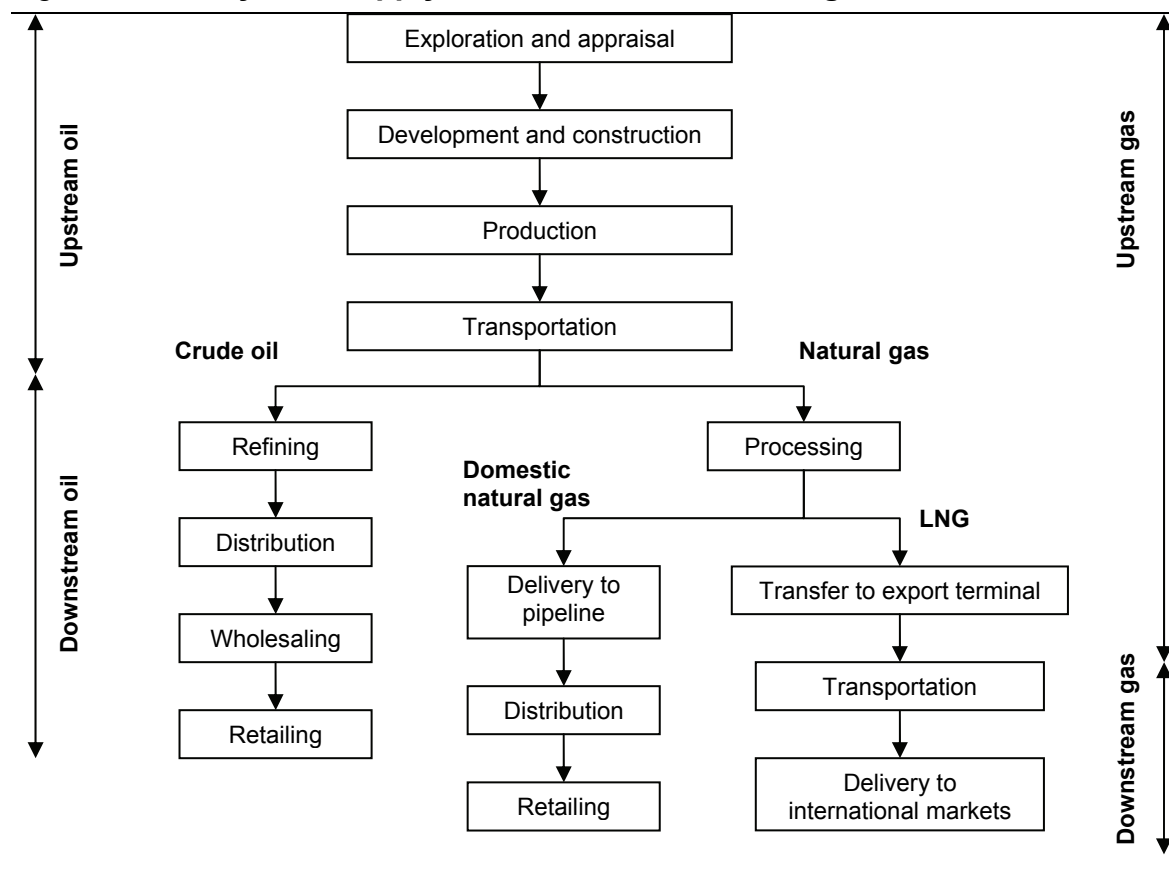 Exploration and appraisal
Development and construction
Production
Transportation
Upstream oil
Upstream gas
Crude oil
Natural gas
Refining
Processing
Domestic
natural gas
LNG
Downstream oil
Distribution
Delivery to
pipeline
Transfer to export terminal
Wholesaling
Transportation
Distribution
Downstream gas
Retailing
Retailing
Delivery to
international markets